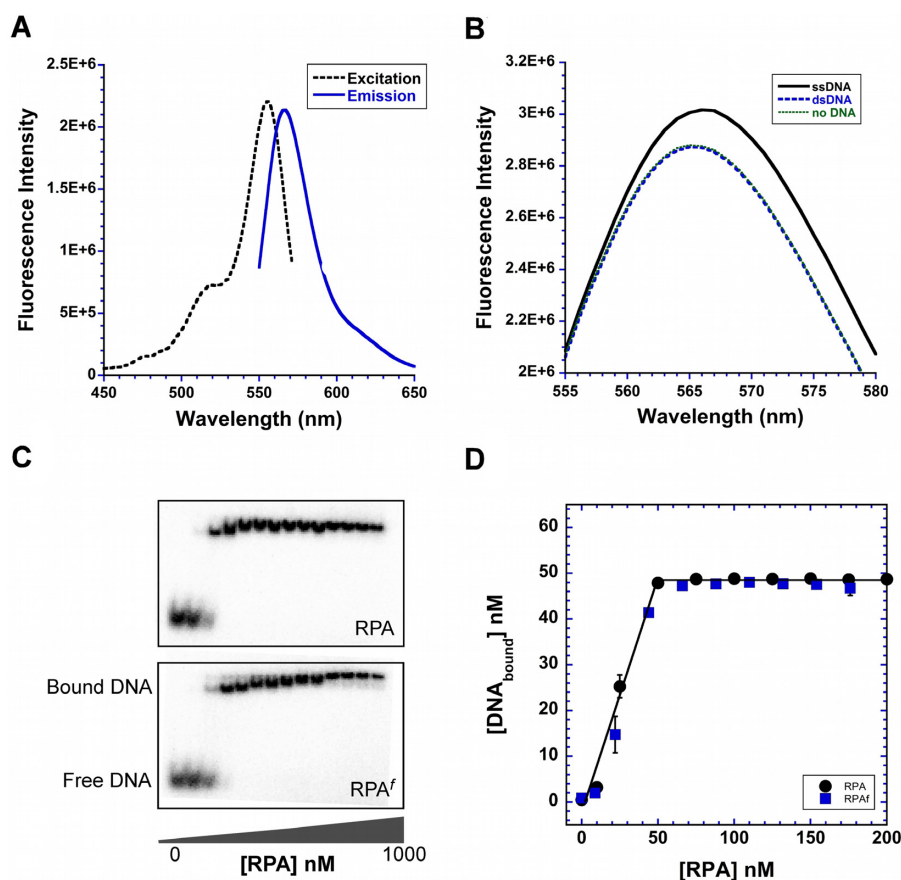 A
2.5E+6
2E+6
1.5E+6
1E+6
5E+5
0
450 500 550 600 650
Fluorescence Intensity
Wavelength (nm)
Excitation
Emission
B
3.2E+6
3E+6
2.8E+6
2.6E+6
2.4E+6
2.2E+6
2E+6
555 560 565 570 575 580
Fluorescence Intensity
Wavelength (nm)
ssDNA
dsDNA
no DNA
C
RPA
Bound DNA
Free DNA
RPAf
0 1000
[RPA] nM
D
60
50
40
30
20
10
0
0 50 100 150 200
[DNAbound] nM
[RPA] nM
RPA
RPAf